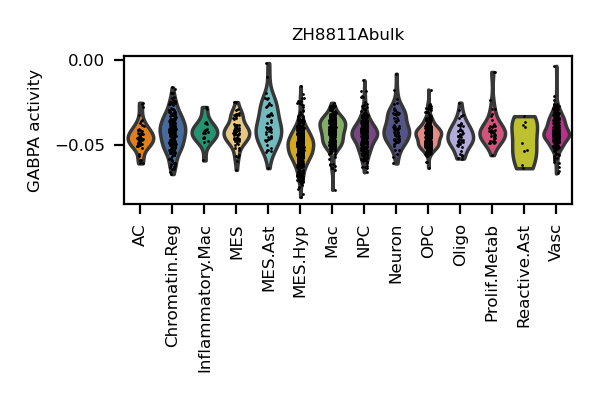 ZH8811Abulk
GABPA activity
0.00
−0.05
AC
Chromatin.Reg
Inflammatory.Mac
MES
MES.Ast
MES.Hyp
Mac
NPC
Neuron
OPC
Oligo
Prolif.Metab
Reactive.Ast
Vasc